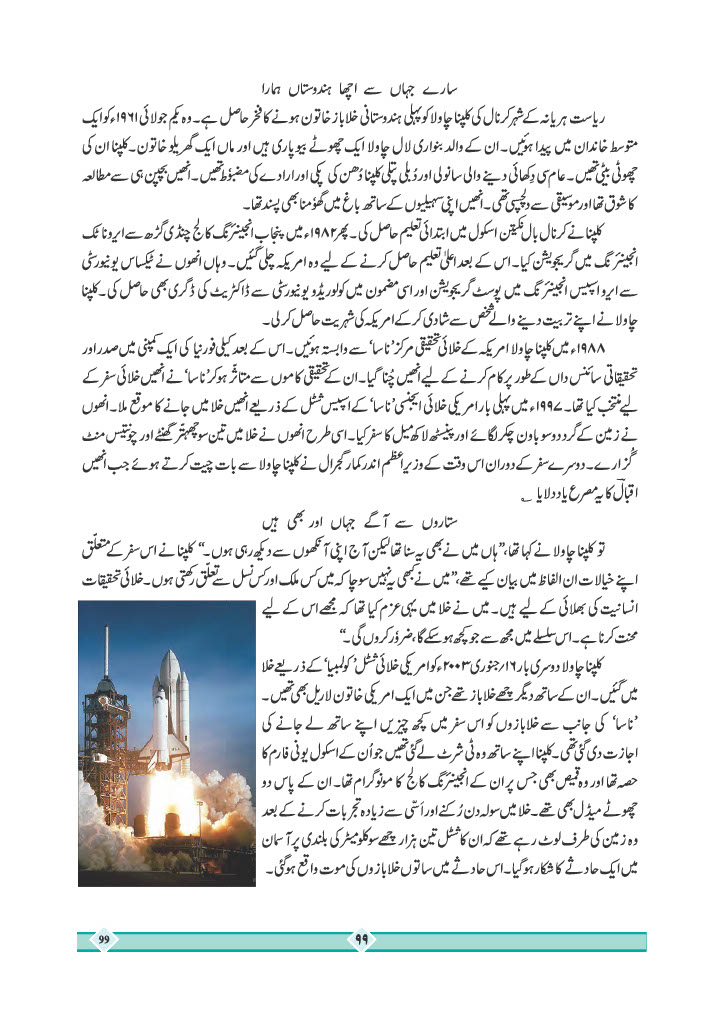 سارے جہاں سے اچھا ہندوستاں ہمارا
ریاست ہریانہ کے شہر کرنال کی کلپنا چاولا کو پہلی ہندوستانی خلا باز خاتون ہونے کا فخر حاصل ہے۔ وہ یکم جولائی ۱۹۶۱ء کو ایک
متوسط خاندان میں پیدا ہوئیں۔ ان کے والد بنواری لال چاولا ایک چھوٹے بیوپاری ہیں اور ماں ایک گھریلو خاتون۔ کلپنا ان کی
چھوٹی بیٹی تھیں۔ عام سی دِکھائی دینے والی سانولی اور دُبلی پتلی کلپنا دُھن کی پکی اور ارادے کی مضبوط تھیں۔ انھیں بچپن ہی سے مطالعہ
کا شوق تھا اور موسیقی سے دلچسپی تھی۔ انھیں اپنی سہیلیوں کے ساتھ باغ میں گھومنا بھی پسند تھا۔
کلپنا نے کرنال بال نکیتن اسکول میں ابتدائی تعلیم حاصل کی۔ پھر ۱۹۸۲ء میں پنجاب انجینئرنگ کالج چنڈی گڑھ سے ایروناٹک
انجینئرنگ میں گریجویشن کیا۔ اس کے بعد اعلیٰ تعلیم حاصل کرنے کے لیے وہ امریکہ چلی گئیں۔ وہاں انھوں نے ٹیکساس یونیورسٹی
سے ایرو اسپیس انجینئرنگ میں پوسٹ گریجویشن اور اسی مضمون میں کولوریڈو یونیورسٹی سے ڈاکٹریٹ کی ڈگری بھی حاصل کی۔ کلپنا
چاولا نے اپنے تربیت دینے والے شخص سے شادی کر کے امریکہ کی شہریت حاصل کر لی۔
۱۹۸۸ء میں کلپنا چاولا امریکہ کے خلائی تحقیقی مرکز ’ناسا‘ سے وابستہ ہوئیں۔ اس کے بعد کیلی فورنیا کی ایک کمپنی میں صدر اور
تحقیقاتی سائنس داں کے طور پر کام کرنے کے لیے انھیں چُنا گیا۔ ان کے تحقیقی کاموں سے متاثر ہو کر ’ناسا‘ نے انھیں خلائی سفر کے
لیے منتخب کیا تھا۔ ۱۹۹۷ء میں پہلی بار امریکی خلائی ایجنسی ’ناسا‘ کے اسپیس شٹل کے ذریعے انھیں خلا میں جانے کا موقع ملا۔ انھوں
نے زمین کے گرد دو سو باون چکر لگائے اور پینسٹھ لاکھ میل کا سفر کیا۔ اسی طرح انھوں نے خلا میں تین سو چھہتر گھنٹے اور چونتیس منٹ
گزارے۔ دوسرے سفر کے دوران اس وقت کے وزیرِ اعظم اندر کمار گجرال نے کلپنا چاولا سے بات چیت کرتے ہوئے جب انھیں
اقبالؔ کا یہ مصرع یاد دلایا ؎
ستاروں سے آگے جہاں اور بھی ہیں
تو کلپنا چاولا نے کہا تھا، ”ہاں میں نے بھی یہ سنا تھا لیکن آج اپنی آنکھوں سے دیکھ رہی ہوں۔“ کلپنا نے اس سفر کے متعلّق
اپنے خیالات ان الفاظ میں بیان کیے تھے، ”میں نے کبھی یہ نہیں سوچا کہ میں کس ملک اور کس نسل سے تعلّق رکھتی ہوں۔ خلائی تحقیقات
انسانیت کی بھلائی کے لیے ہیں۔ میں نے خلا میں یہی عزم کیا تھا کہ مجھے اس کے لیے
محنت کرنا ہے۔ اس سلسلے میں مجھ سے جو کچھ ہو سکے گا، ضرور کروں گی۔“
کلپنا چاولا دوسری بار ۱۶؍ جنوری ۲۰۰۳ء کو امریکی خلائی شٹل ’کولمبیا‘ کے ذریعے خلا
میں گئیں۔ ان کے ساتھ دیگر چھے خلا باز تھے جن میں ایک امریکی خاتون لاریل بھی تھیں۔
’ناسا‘ کی جانب سے خلا بازوں کو اس سفر میں کچھ چیزیں اپنے ساتھ لے جانے کی
اجازت دی گئی تھی۔ کلپنا اپنے ساتھ وہ ٹی شرٹ لے گئی تھیں جو اُن کے اسکول یونی فارم کا
حصہ تھا اور وہ قمیص بھی جس پر ان کے انجینئرنگ کالج کا مونوگرام تھا۔ ان کے پاس دو
چھوٹے میڈل بھی تھے۔ خلا میں سولہ دن رُکنے اور اَسّی سے زیادہ تجربات کرنے کے بعد
وہ زمین کی طرف لوٹ رہے تھے کہ ان کا شٹل تین ہزار چھے سو کلومیٹر کی بلندی پر آسمان
میں ایک حادثے کا شکار ہو گیا۔ اس حادثے میں ساتوں خلا بازوں کی موت واقع ہو گئی۔
99
۹۹